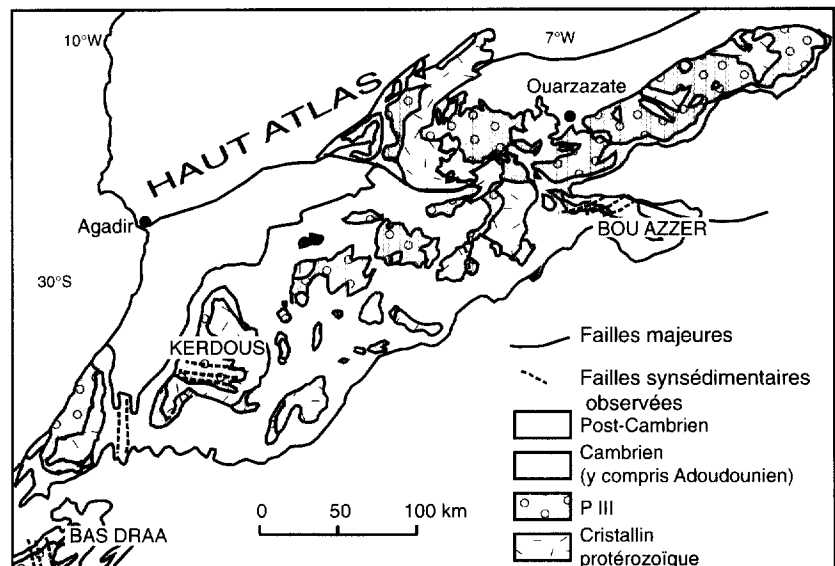 10°W
7°W
HAUT ATLAS
Ouarzazate
Agadir
BOU AZZER
30°S
KERDOUS
BAS DRAA
0 50 100 km
Failles majeures
Failles synsédimentaires
observées
Post-Cambrien
Cambrien
(y compris Adoudounien)
P III
Cristallin
protérozoïque